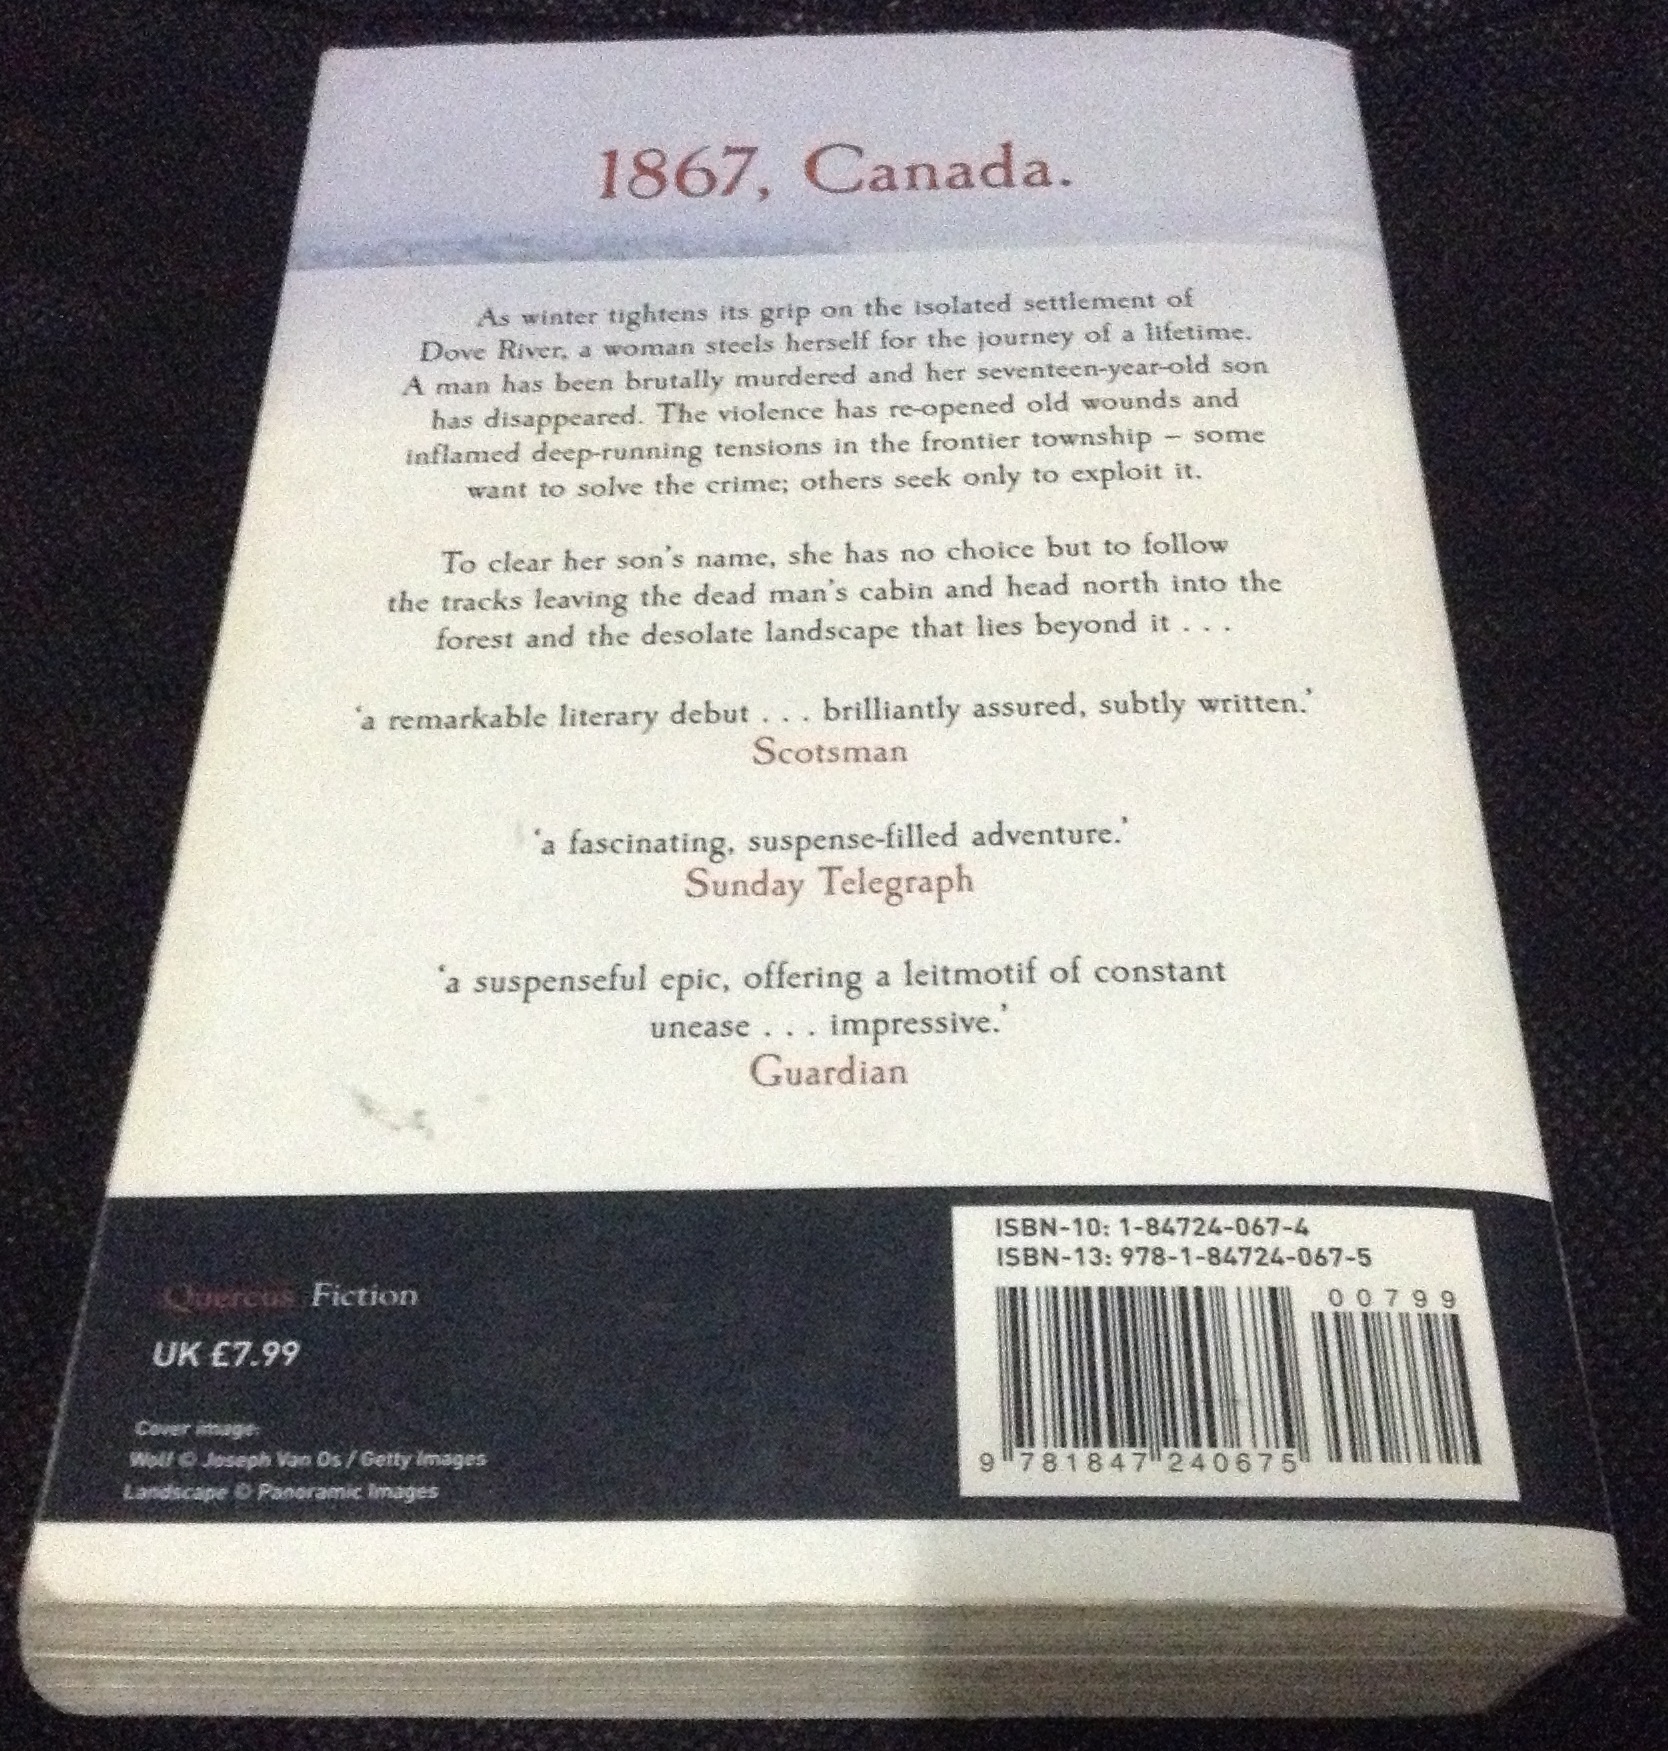 1867, Canada.
As winter tightens its grip on the isolated settlement of
Dove River, a woman steels herself for the journey of a lifetime.
A man has been brutally murdered and her seventeen-year-old son
has disappeared. The violence has re-opened old wounds and
inflamed deep-running tensions in the frontier township – some
want to solve the crime; others seek only to exploit it.
To clear her son's name, she has no choice but to follow
the tracks leaving the dead man's cabin and head north into the
forest and the desolate landscape that lies beyond it . . .
‘a remarkable literary debut . . . brilliantly assured, subtly written.’
Scotsman
‘a fascinating, suspense-filled adventure.’
Sunday Telegraph
‘a suspenseful epic, offering a leitmotif of constant
unease . . . impressive.’
Guardian
Quercus Fiction
UK £7.99
Cover image:
Wolf © Joseph Van Os / Getty Images
Landscape © Panoramic Images
ISBN-10: 1-84724-067-4
ISBN-13: 978-1-84724-067-5
00799
9 781847 240675